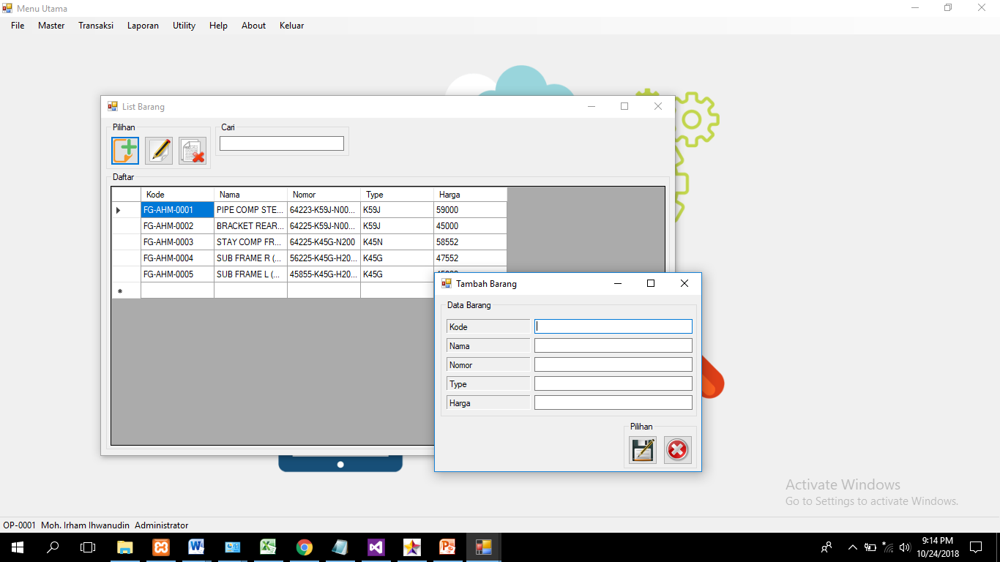 Menu Utama
File Master Transaksi Laporan Utility Help About Keluar
List Barang
Pilihan Cari
Daftar
Kode Nama Nomor Type Harga
FG-AHM-0001 PIPE COMP STE... 64223-K59J-N00... K59J 59000
FG-AHM-0002 BRACKET REAR... 64225-K59J-N00... K59J 45000
FG-AHM-0003 STAY COMP FR... 64225-K45G-N200 K45N 58552
FG-AHM-0004 SUB FRAME R (... 56225-K45G-H20... K45G 47552
FG-AHM-0005 SUB FRAME L (... 45855-K45G-H20... K45G
Tambah Barang
Data Barang
Kode
Nama
Nomor
Type
Harga
Pilihan
Activate Windows
Go to Settings to activate Windows.
OP-0001 Moh. Irham Ihwanudin Administrator
9:14 PM
10/24/2018